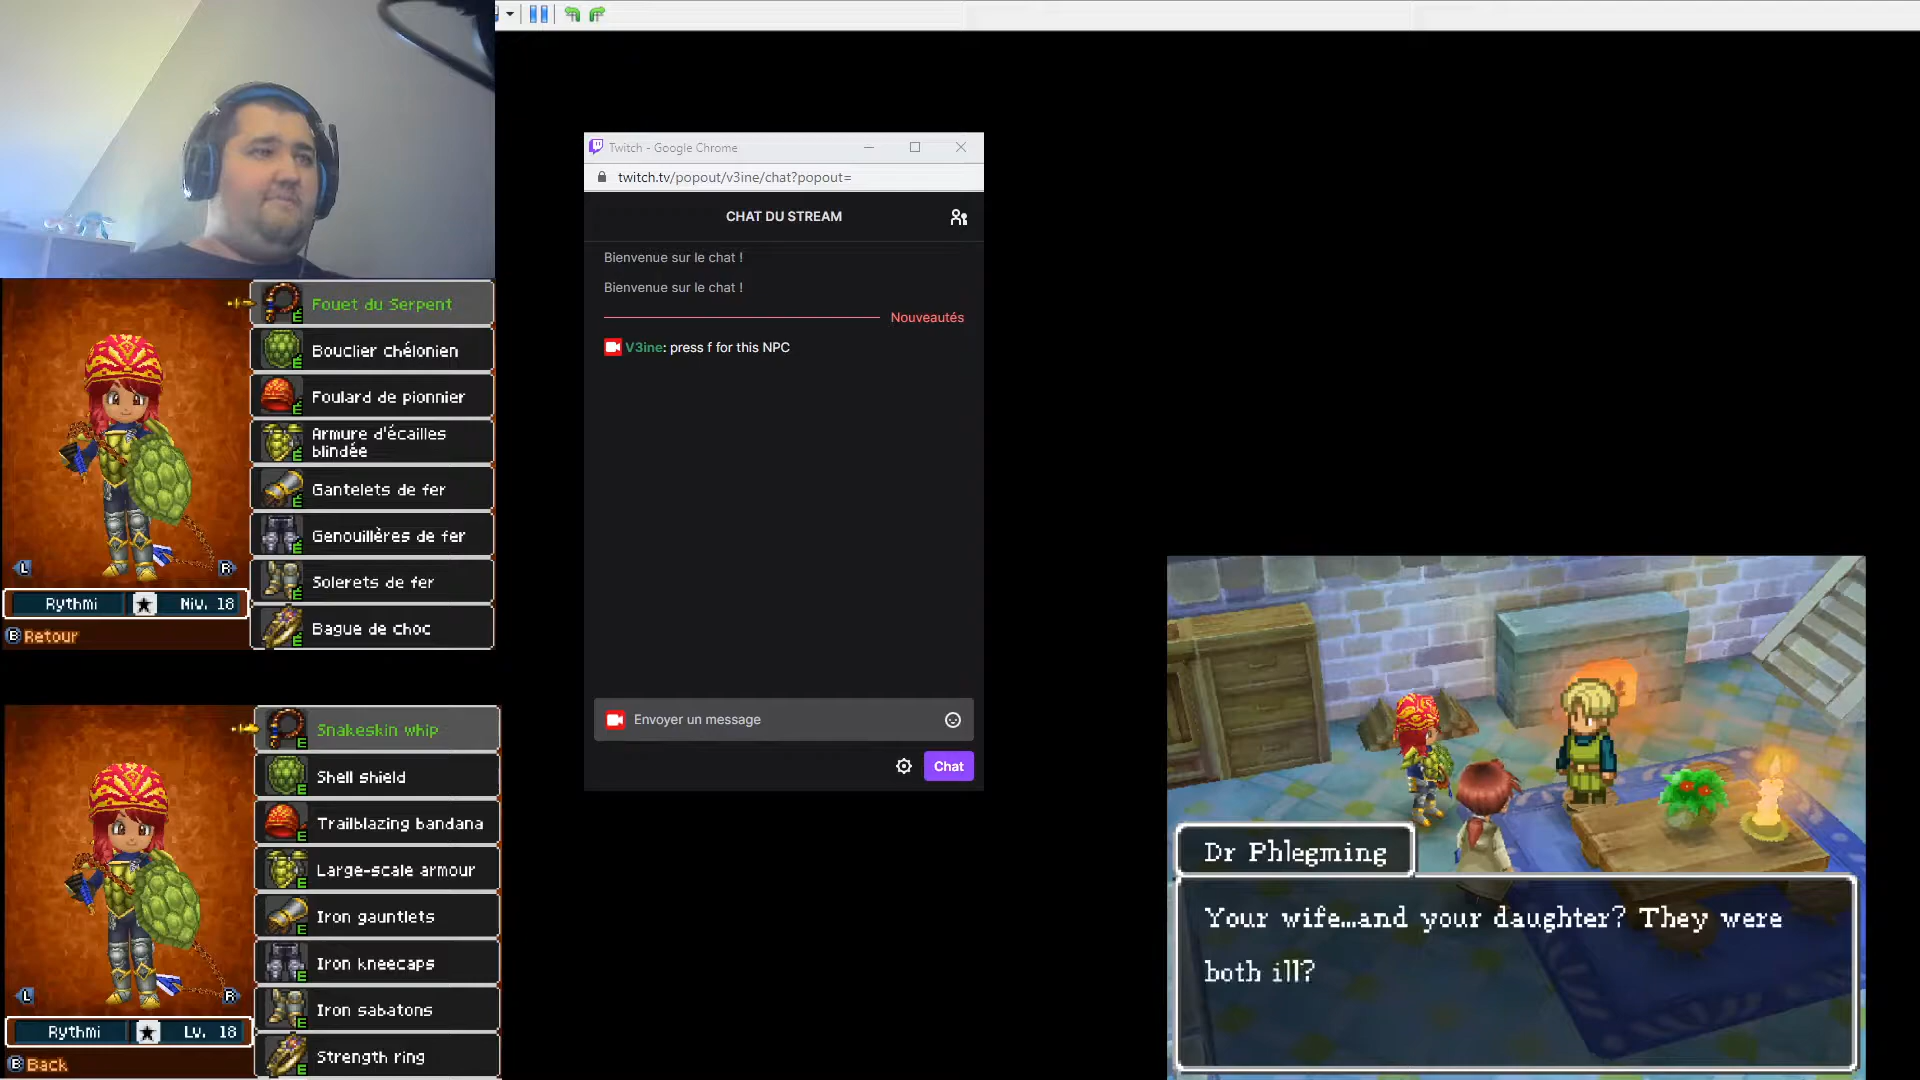 Fouet du Serpent
Bouclier chélonien
Foulard de pionnier
Armure d'écailles
blindée
Gantelets de fer
Genouillères de fer
Solerets de fer
Bague de choc
L
R
Rythmi
Niv. 18
B Retour
Snakeskin whip
Shell shield
Trailblazing bandana
Large-scale armour
Iron gauntlets
Iron kneecaps
Iron sabatons
Strength ring
L
R
Rythmi
Lv. 18
B Back
Twitch - Google Chrome
twitch.tv/popout/v3ine/chat?popout=
CHAT DU STREAM
Bienvenue sur le chat !
Bienvenue sur le chat !
Nouveautés
V3ine: press f for this NPC
Envoyer un message
Chat
Dr Phlegming
Your wife...and your daughter? They were
both ill?